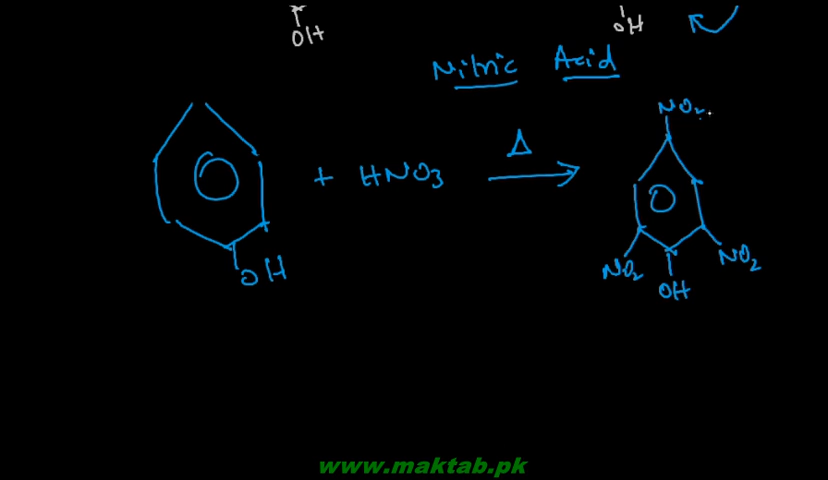 OH
OH
Nitric Acid
NO2
+ HNO3 Δ
NO2 NO2
OH
OH
www.maktab.pk